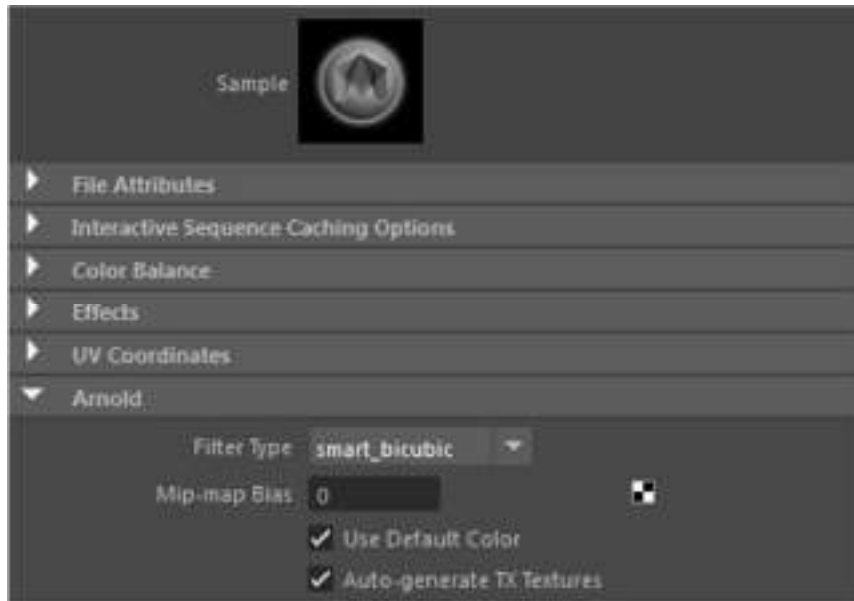 Sample
File Attributes
Interactive Sequence Caching Options
Color Balance
Effects
UV Coordinates
Arnold
Filter Type smart_bicubic
Mip-map Bias 0
Use Default Color
Auto-generate TX Textures